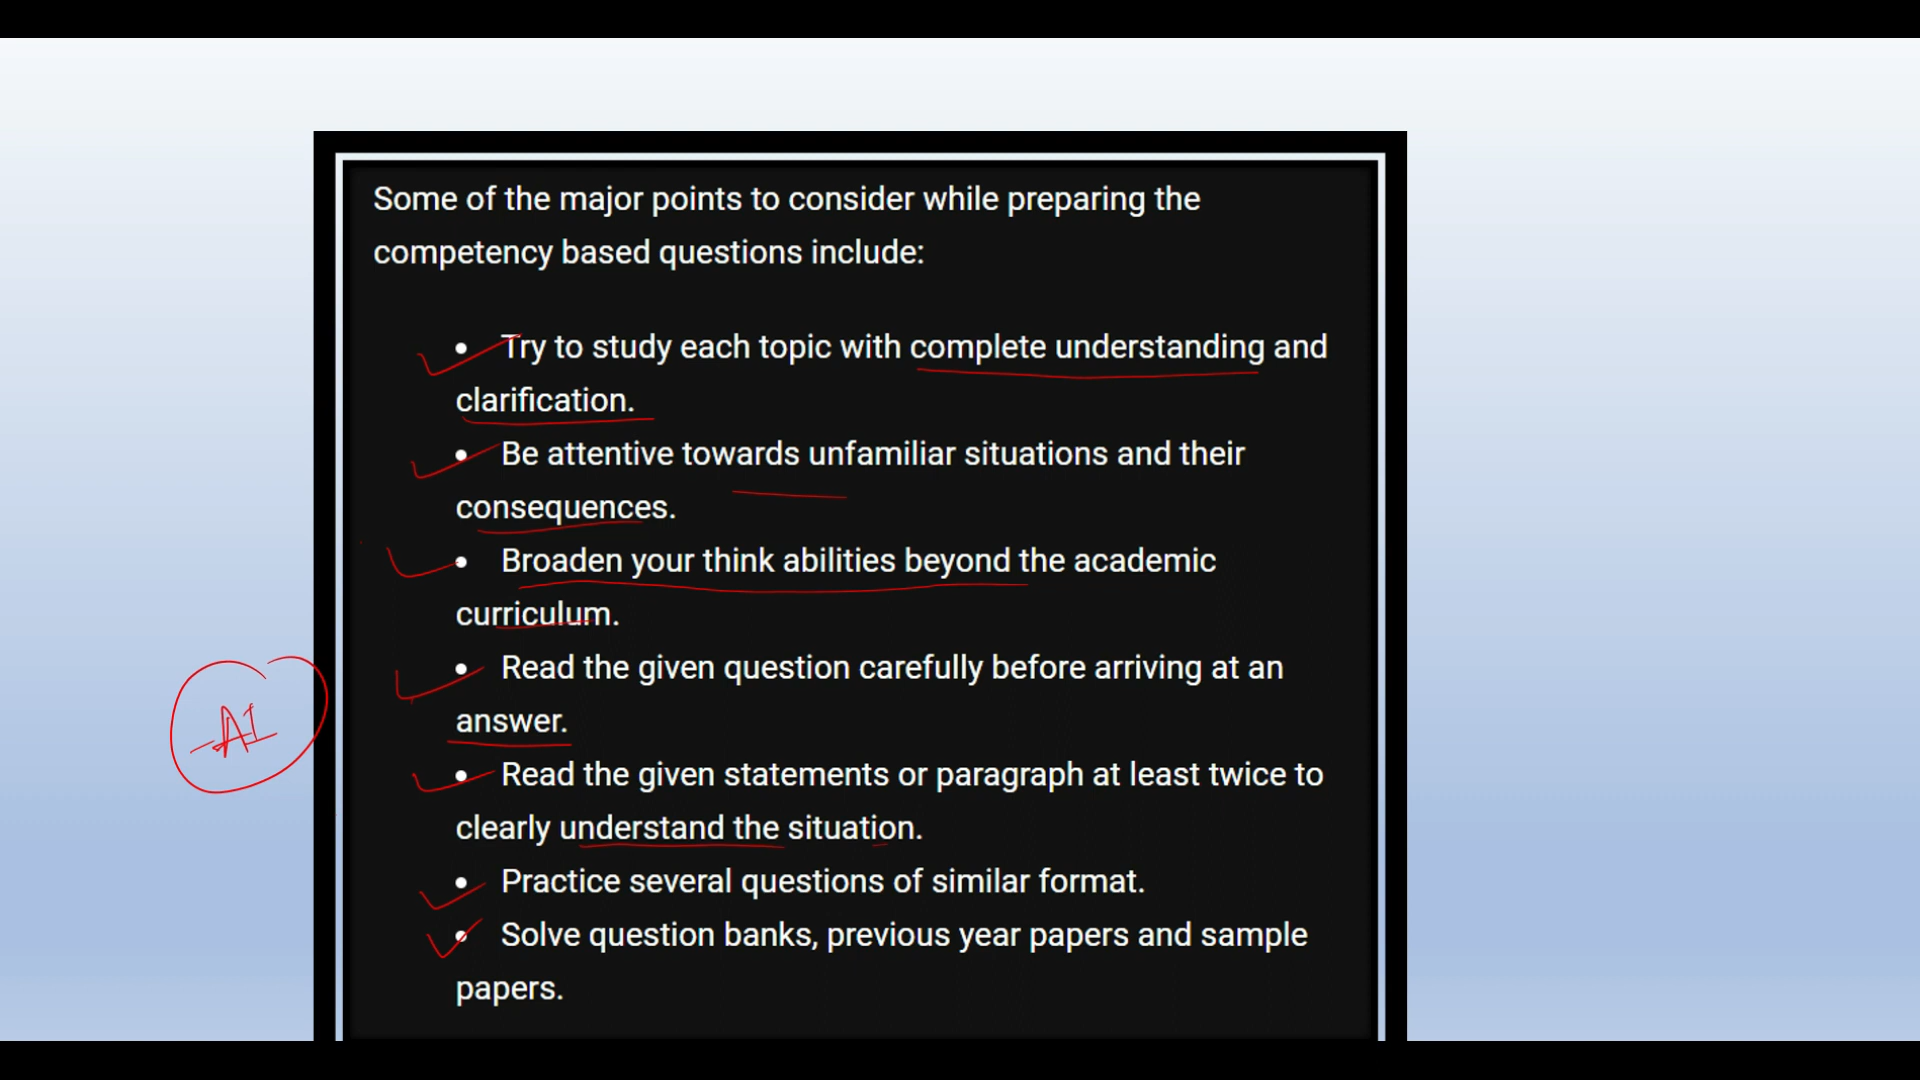 Some of the major points to consider while preparing the
competency based questions include:
• Try to study each topic with complete understanding and
clarification.
• Be attentive towards unfamiliar situations and their
consequences.
• Broaden your think abilities beyond the academic
curriculum.
• Read the given question carefully before arriving at an
answer.
AI
• Read the given statements or paragraph at least twice to
clearly understand the situation.
• Practice several questions of similar format.
• Solve question banks, previous year papers and sample
papers.